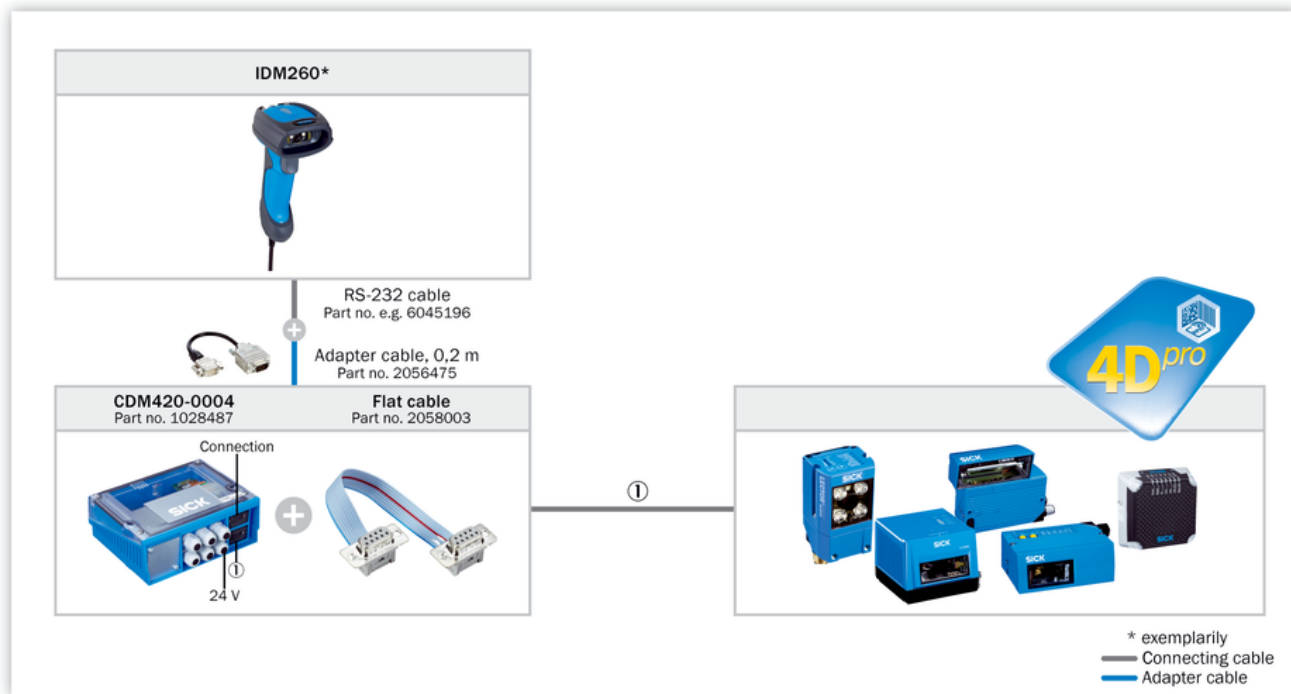 IDM260*
RS-232 cable
Part no. e.g. 6045196
Adapter cable, 0,2 m
Part no. 2056475
CDM420-0004
Part no. 1028487
Flat cable
Part no. 2058003
4Dpro
Connection
SICK
①
24 V
①
SICK
SICK
SICK
SICK
* exemplarily
Connecting cable
Adapter cable